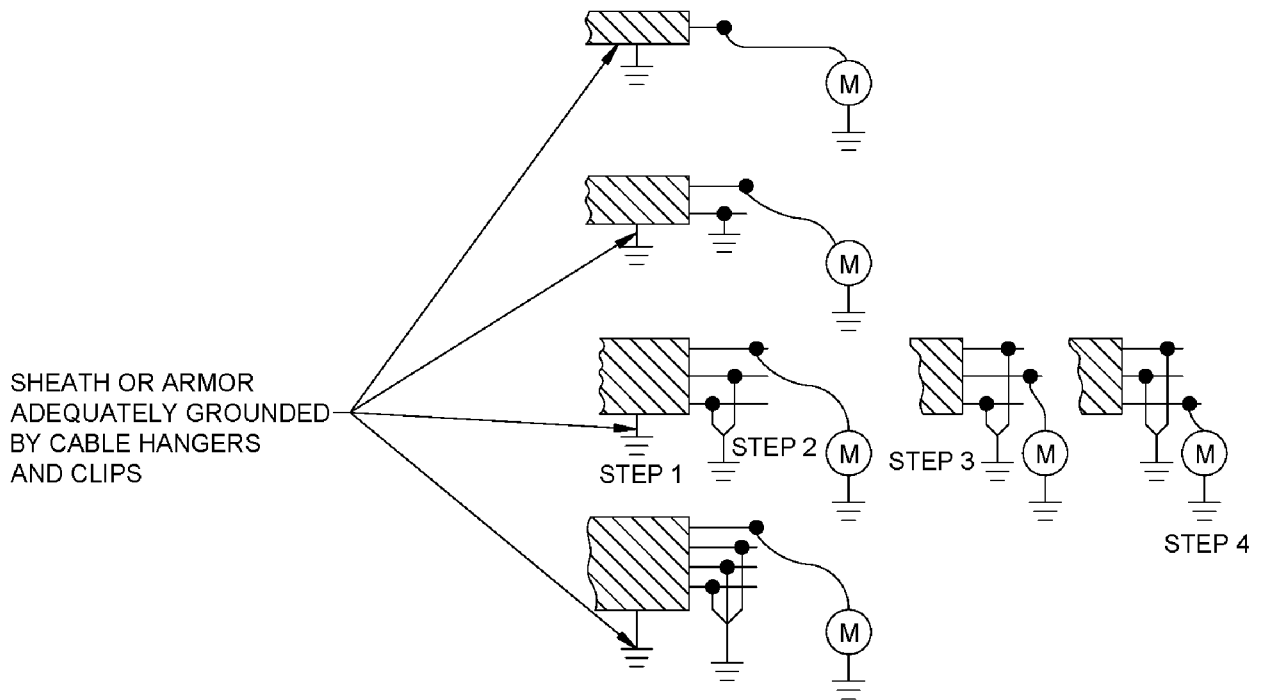 M
M
SHEATH OR ARMOR
ADEQUATELY GROUNDED
BY CABLE HANGERS
AND CLIPS
STEP 1
STEP 2
M
STEP 3
M
M
STEP 4
M